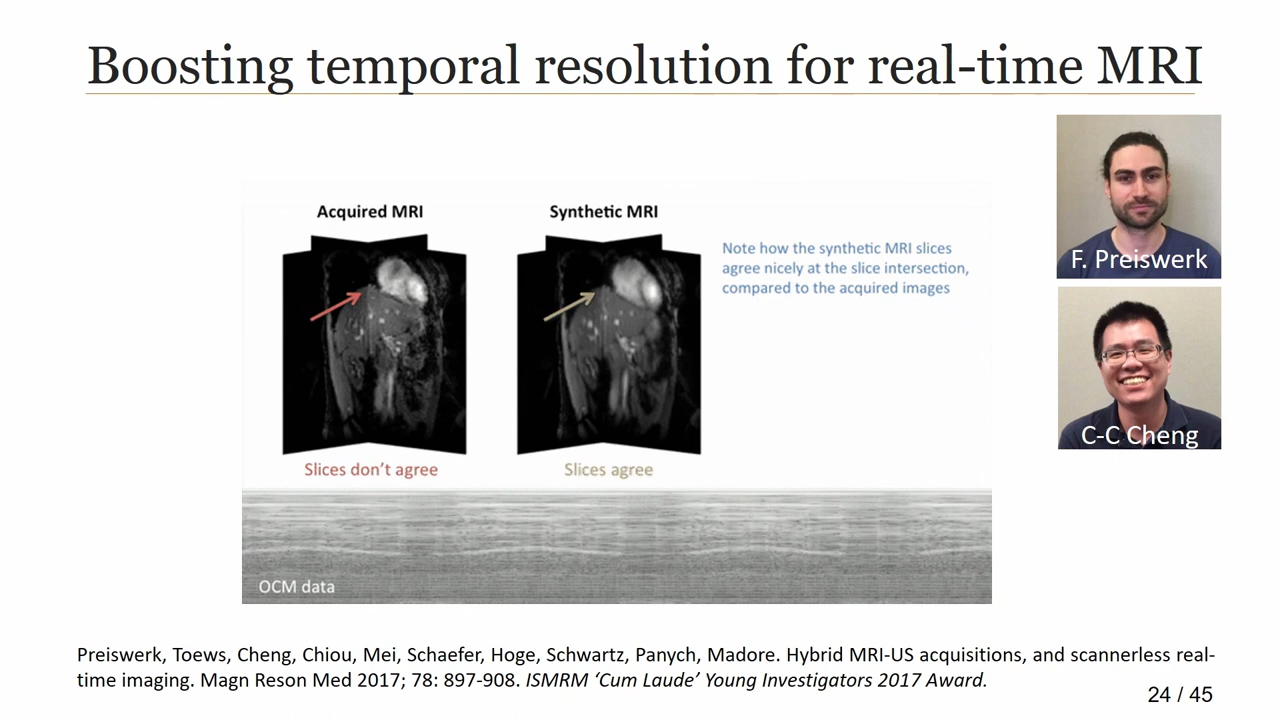 Boosting temporal resolution for real-time MRI
Acquired MRI
Synthetic MRI
Note how the synthetic MRI slices
agree nicely at the slice intersection,
compared to the acquired images
Slices don't agree
Slices agree
OCM data
F. Preiswerk
C-C Cheng
Preiswerk, Toews, Cheng, Chiou, Mei, Schaefer, Hoge, Schwartz, Panych, Madore. Hybrid MRI-US acquisitions, and scannerless real-
time imaging. Magn Reson Med 2017; 78: 897-908. ISMRM ‘Cum Laude’ Young Investigators 2017 Award.
24 / 45